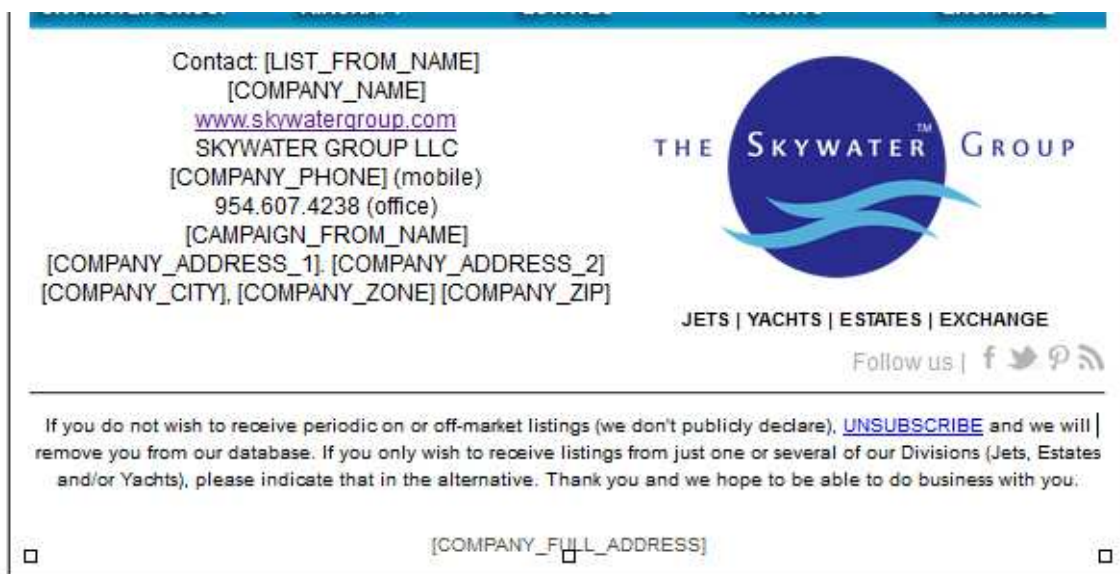 Contact: [LIST_FROM_NAME]
[COMPANY_NAME]
www.skywatergroup.com
SKYWATER GROUP LLC
[COMPANY_PHONE] (mobile)
954.607.4238 (office)
[CAMPAIGN_FROM_NAME]
[COMPANY_ADDRESS_1]. [COMPANY_ADDRESS_2]
[COMPANY_CITY], [COMPANY_ZONE] [COMPANY_ZIP]
THE SKYWATER™ GROUP
JETS | YACHTS | ESTATES | EXCHANGE
Follow us |
If you do not wish to receive periodic on or off-market listings (we don't publicly declare), UNSUBSCRIBE and we will
remove you from our database. If you only wish to receive listings from just one or several of our Divisions (Jets, Estates
and/or Yachts), please indicate that in the alternative. Thank you and we hope to be able to do business with you.
[COMPANY_FULL_ADDRESS]